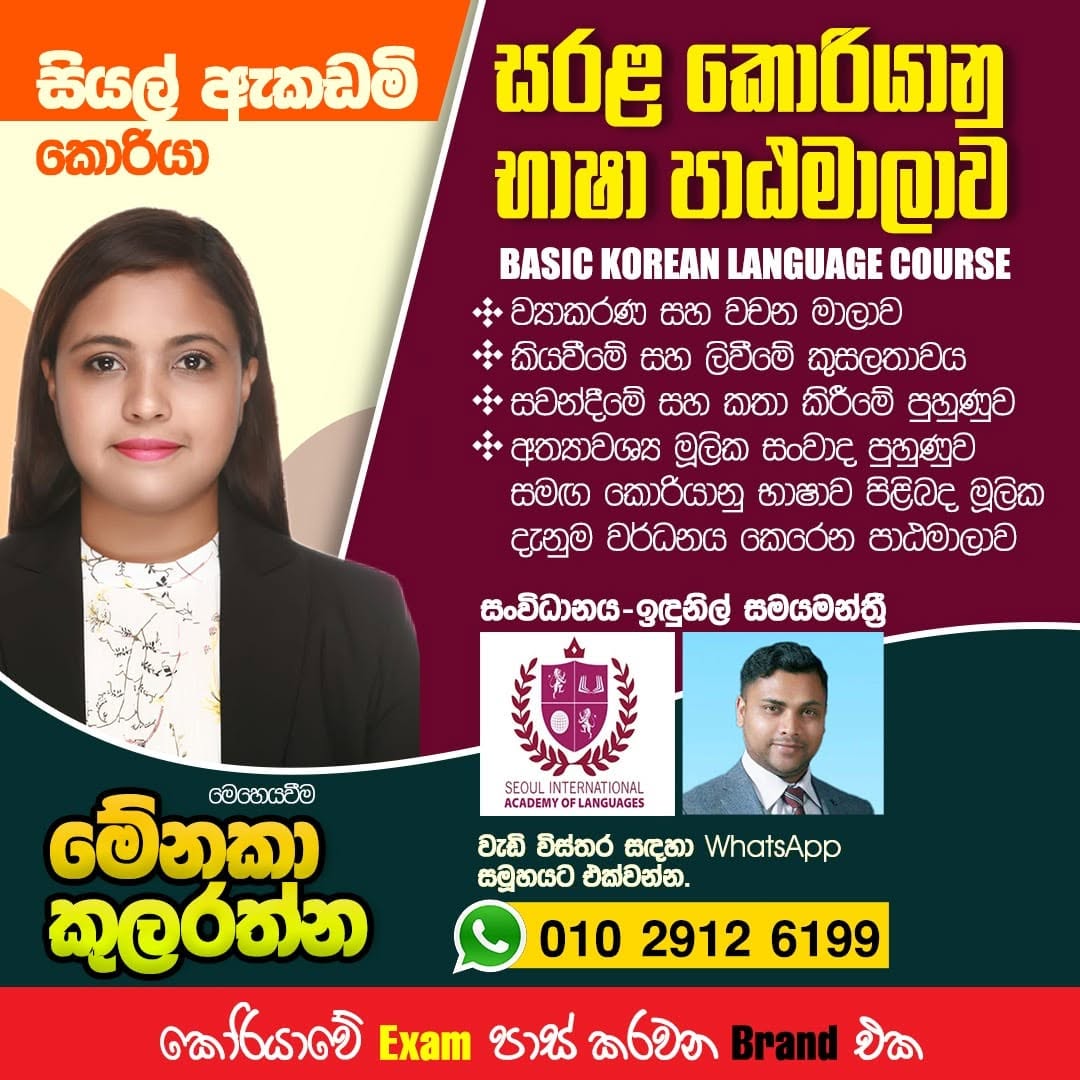 සියල් ඇකඩමි
කොරියා
සරළ කොරියානු
භාෂා පාඨමාලාව
BASIC KOREAN LANGUAGE COURSE
ව්‍යාකරණ සහ වචන මාලාව
කියවීමේ සහ ලිවීමේ කුසලතාවය
සවන්දීමේ සහ කතා කිරීමේ පුහුණුව
අත්‍යාවශ්‍ය මූලික සංවාද පුහුණුව
සමඟ කොරියානු භාෂාව පිළිබද මූලික
දැනුම වර්ධනය කෙරෙන පාඨමාලාව
සංවිධානය-ඉඳුනිල් සමයමන්ත්‍රී
SEOUL INTERNATIONAL
ACADEMY OF LANGUAGES
මෙහෙයවීම
මේනකා
කුලරත්න
වැඩි විස්තර සඳහා WhatsApp
සමූහයට එක්වන්න.
010 2912 6199
කොරියාවේ Exam පාස් කරවන Brand එක